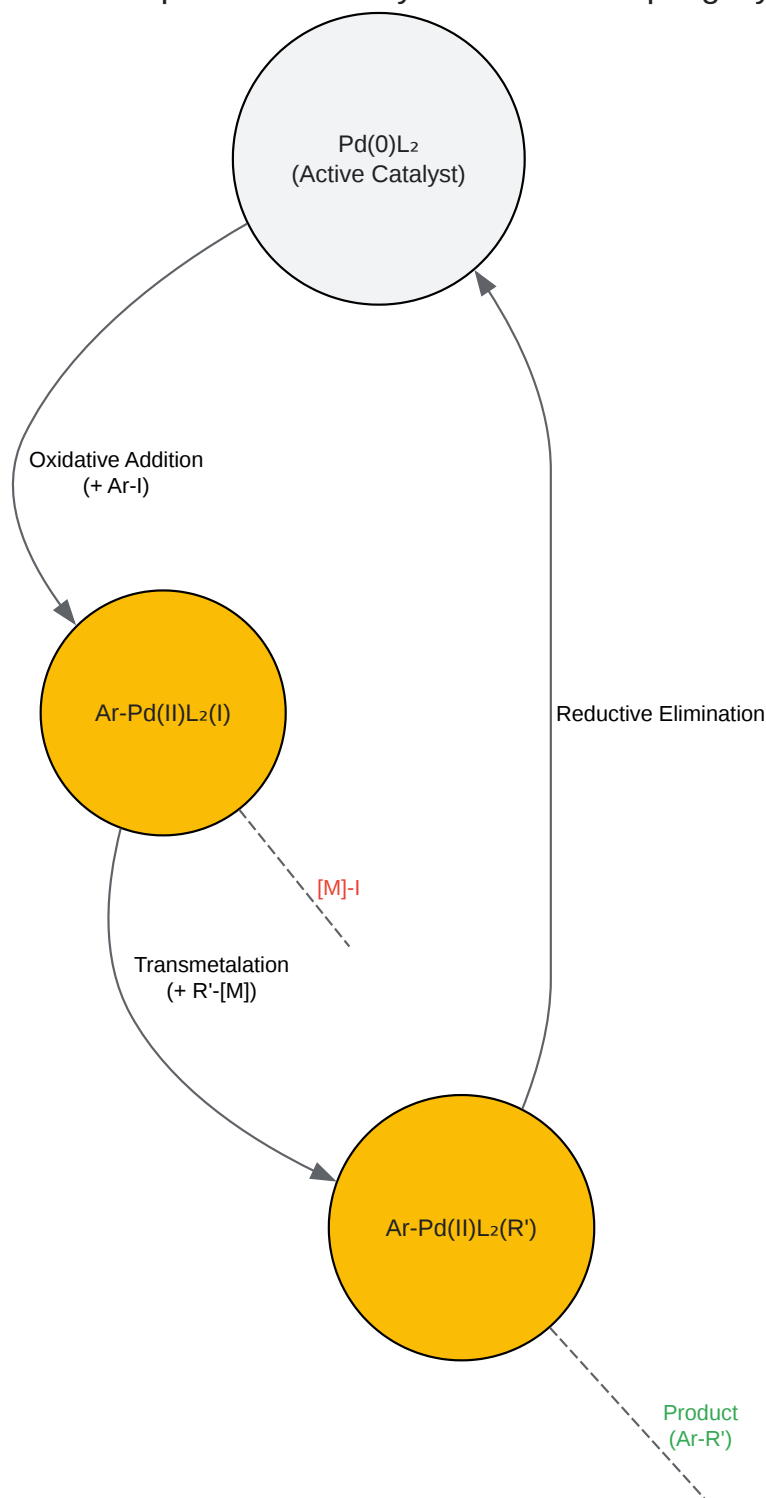 Pd(0)L₂
(Active Catalyst)
Oxidative Addition
(+ Ar-I)
Ar-Pd(II)L₂(I)
Reductive Elimination
[M]-I
Transmetalation
(+ R'-[M])
Ar-Pd(II)L₂(R')
Product
(Ar-R')